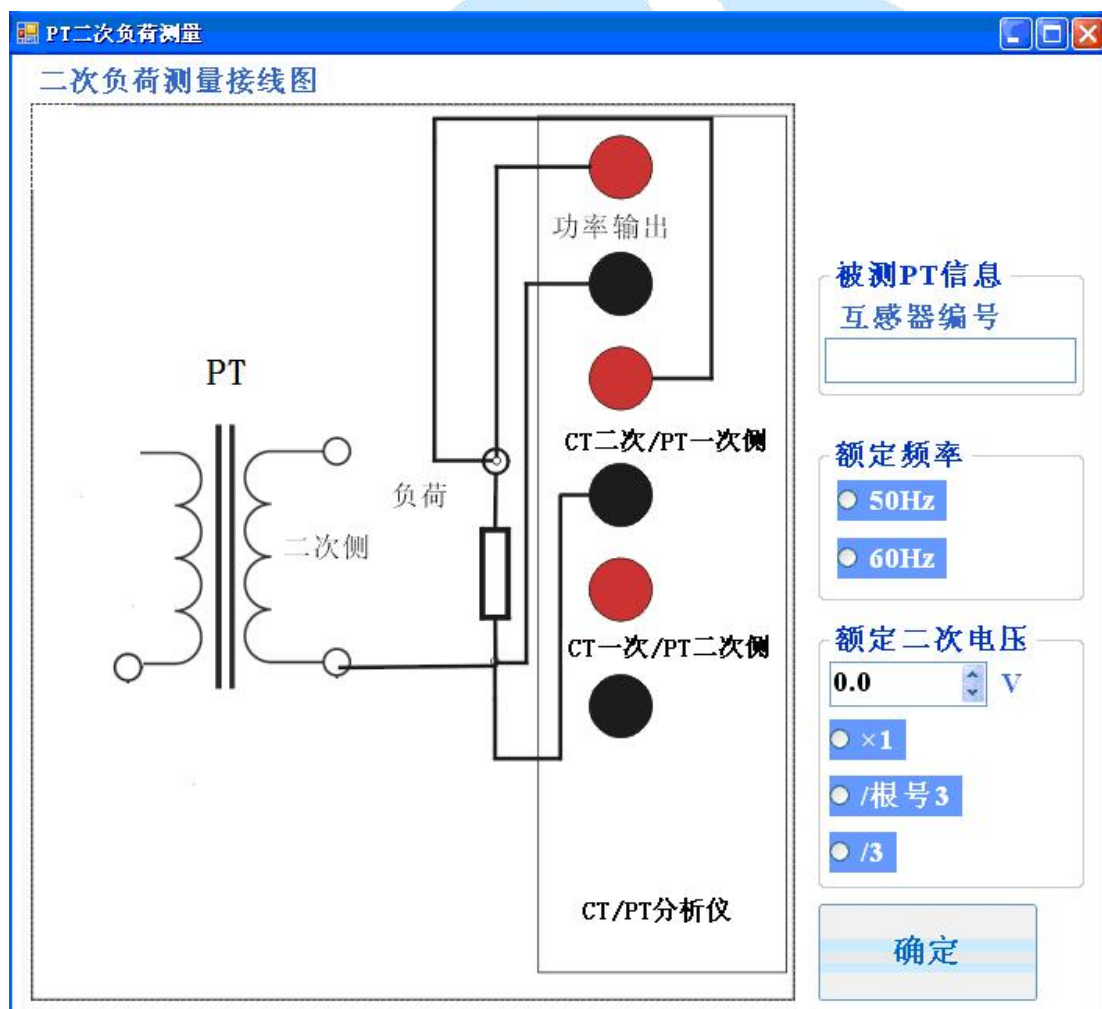 PT二次负荷测量
二次负荷测量接线图
功率输出
PT
CT二次/PT一次侧
负荷
二次侧
CT一次/PT二次侧
CT/PT分析仪
被测PT信息
互感器编号
额定频率
50Hz
60Hz
额定二次电压
0.0 V
×1
/根号3
/3
确定